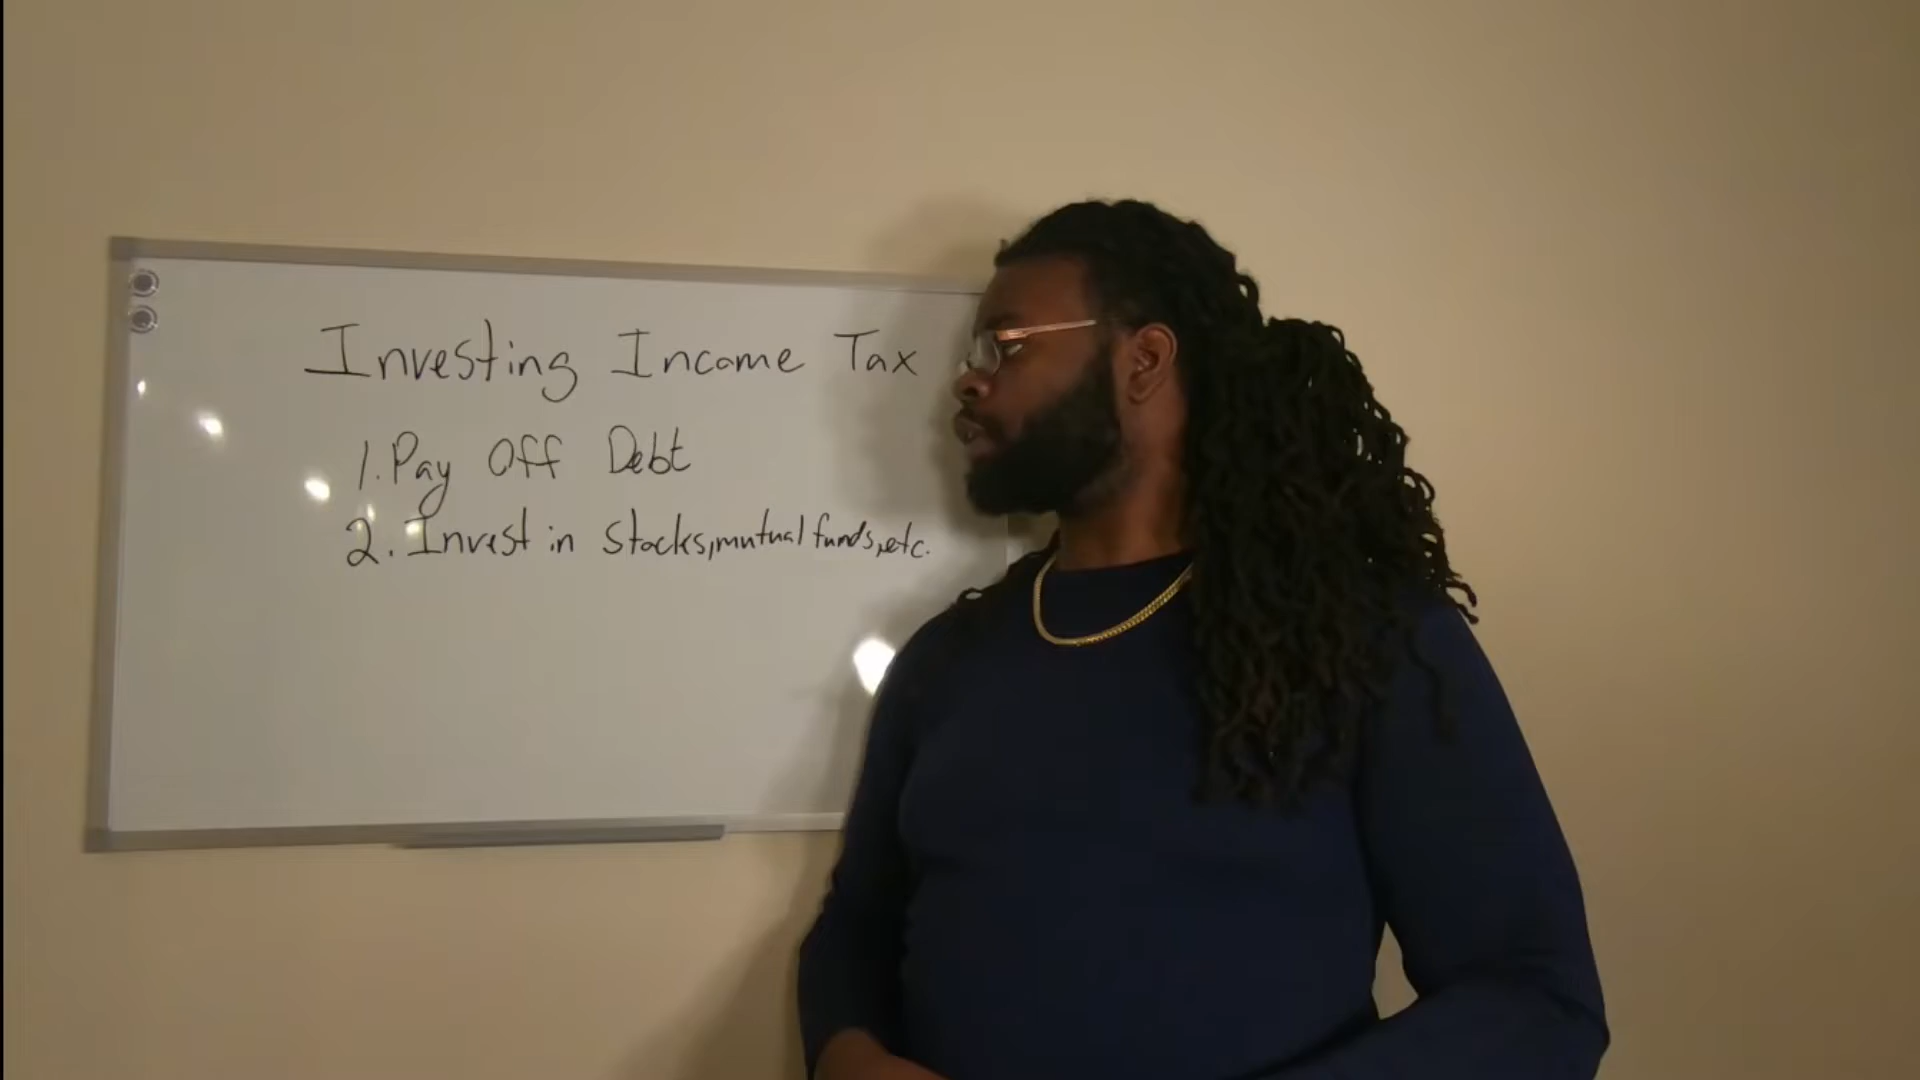 Investing Income Tax
1. Pay Off Debt
2. Invest in stocks, mutual funds, etc.